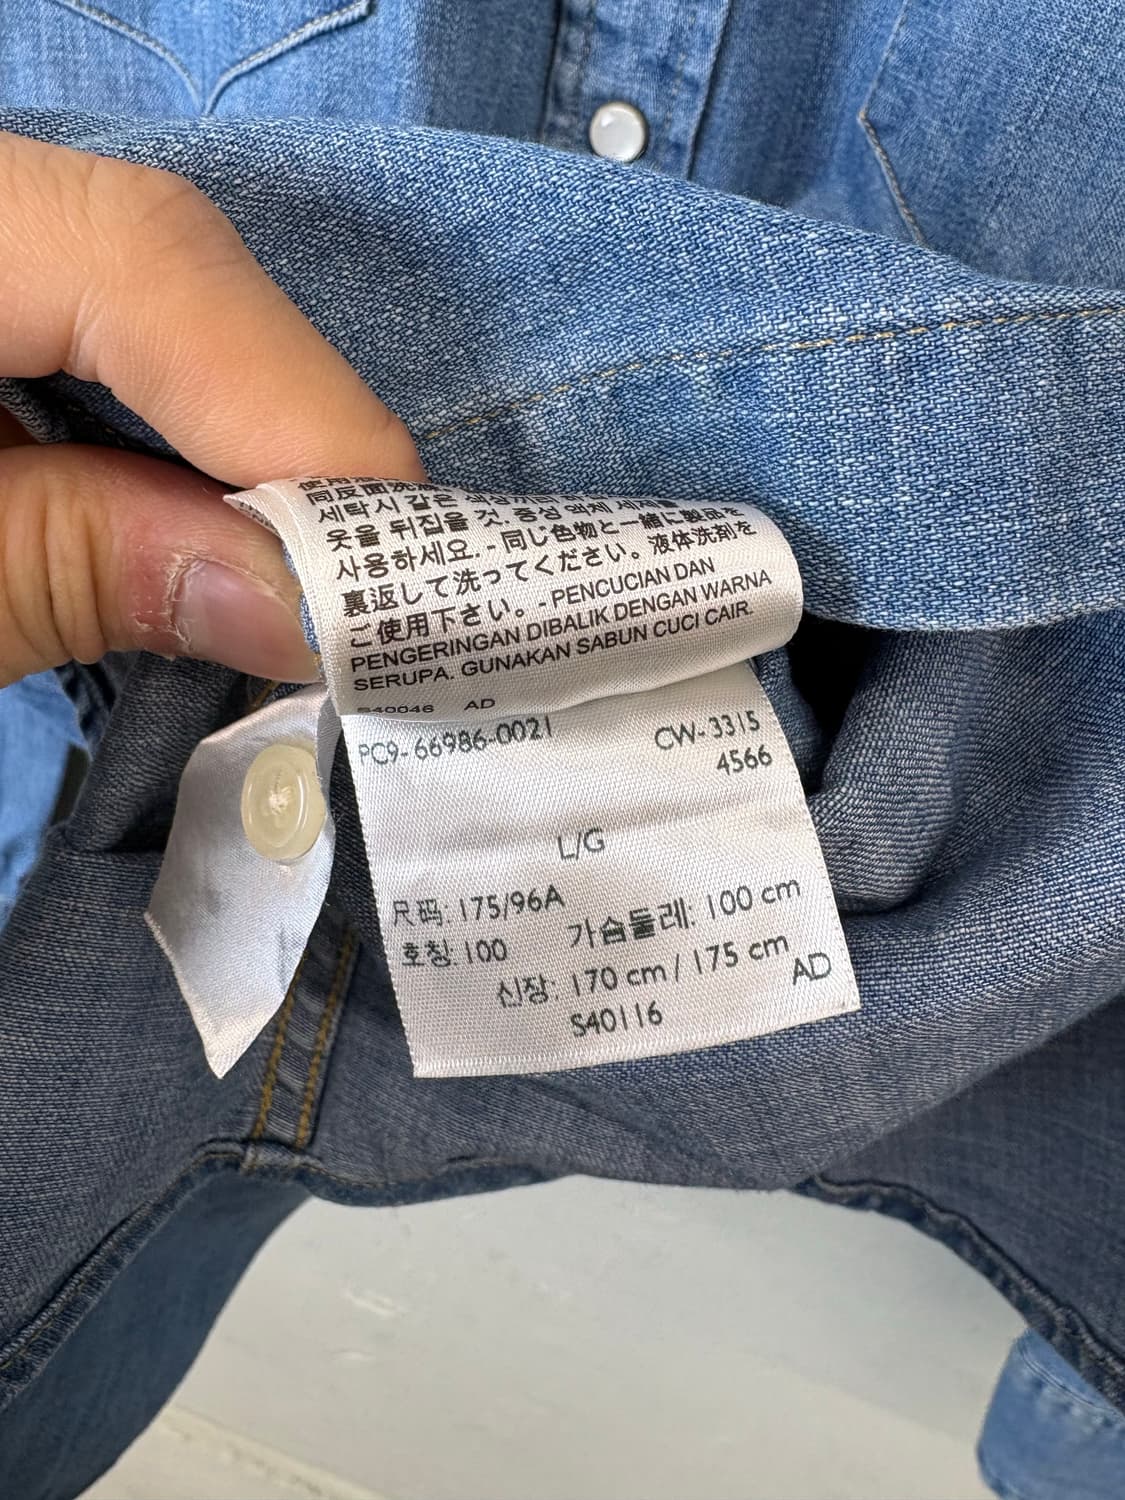 同反面洗涤
세탁시 같은 색상끼리
옷을 뒤집을 것. 중성 액체 세제를
사용하세요. - 同じ色物と一緒に製品を
裏返して洗ってください。液体洗剤を
ご使用下さい。- PENCUCIAN DAN
PENGERINGAN DIBALIK DENGAN WARNA
SERUPA. GUNAKAN SABUN CUCI CAIR.
S40046 AD
PC9-66986-0021 CW-3315
4566
L/G
尺码: 175/96A
호칭: 100 가슴둘레: 100 cm
신장: 170 cm / 175 cm
AD
S40116